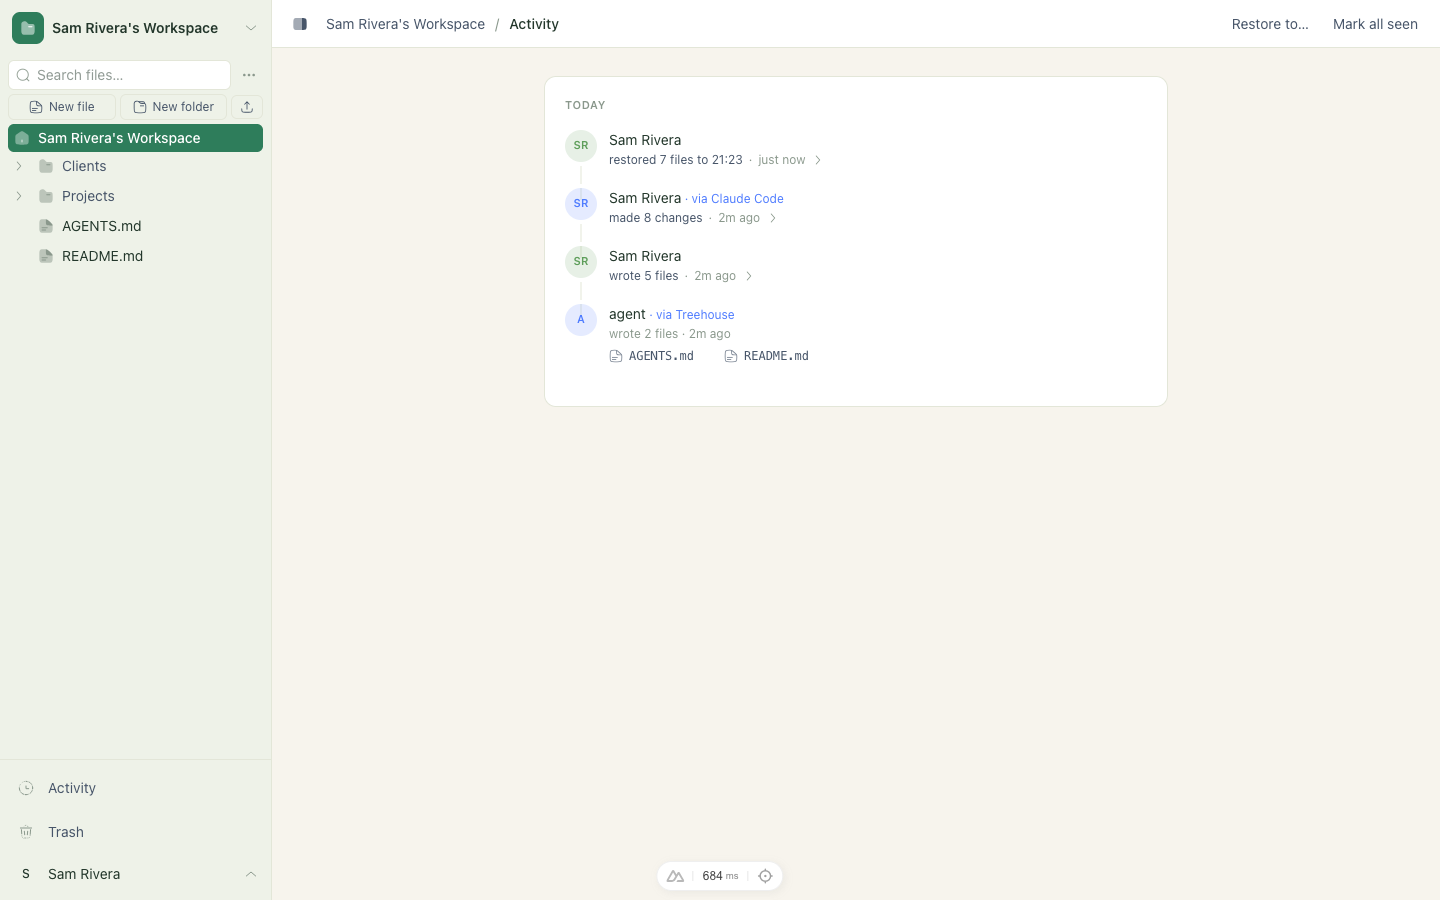 Sam Rivera's Workspace
Search files...
New file
New folder
Sam Rivera's Workspace
Clients
Projects
AGENTS.md
README.md
Activity
Trash
S Sam Rivera
Sam Rivera's Workspace / Activity
Restore to...
Mark all seen
TODAY
SR
Sam Rivera
restored 7 files to 21:23 · just now
SR
Sam Rivera · via Claude Code
made 8 changes · 2m ago
SR
Sam Rivera
wrote 5 files · 2m ago
A
agent · via Treehouse
wrote 2 files · 2m ago
AGENTS.md README.md
684 ms